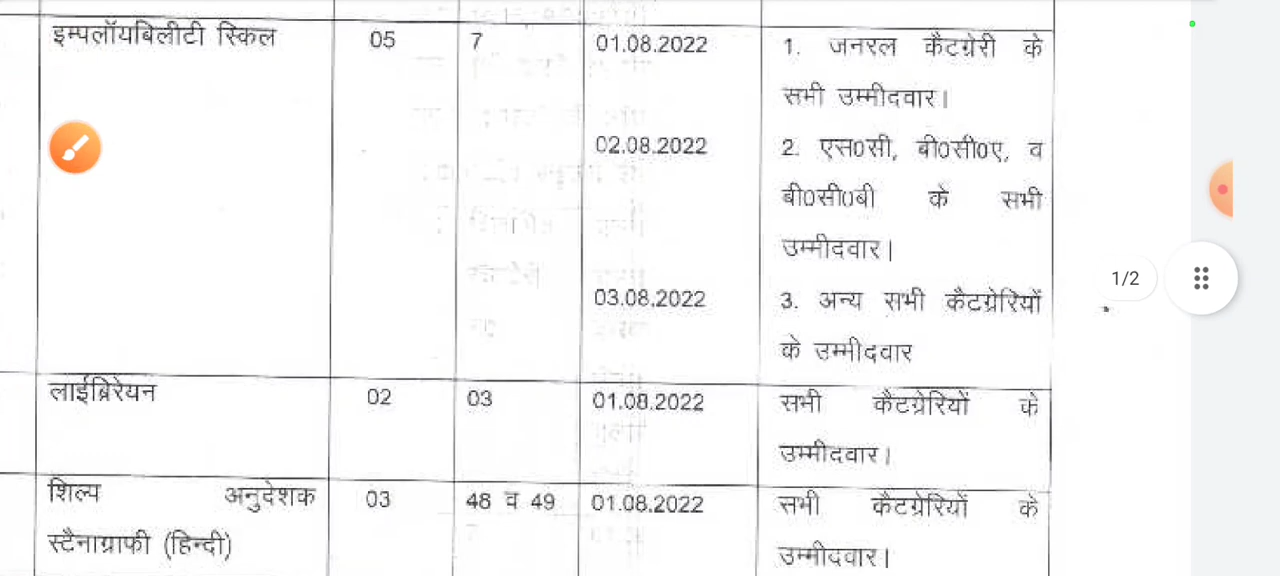 इम्पलॉयबिलीटी स्किल 05 7 01.08.2022 1. जनरल कैटग्रेरी के
सभी उम्मीदवार।
02.08.2022 2. एस0सी, बी0सी0ए, व
बी0सी0बी के सभी
उम्मीदवार।
03.08.2022 3. अन्य सभी कैटग्रेरियों
के उम्मीदवार
1/2
लाईब्रिरेयन 02 03 01.08.2022 सभी कैटग्रेरियों के
उम्मीदवार।
शिल्प अनुदेशक 03 48 व 49 01.08.2022 सभी कैटग्रेरियों के
स्टैनाग्राफी (हिन्दी) उम्मीदवार।